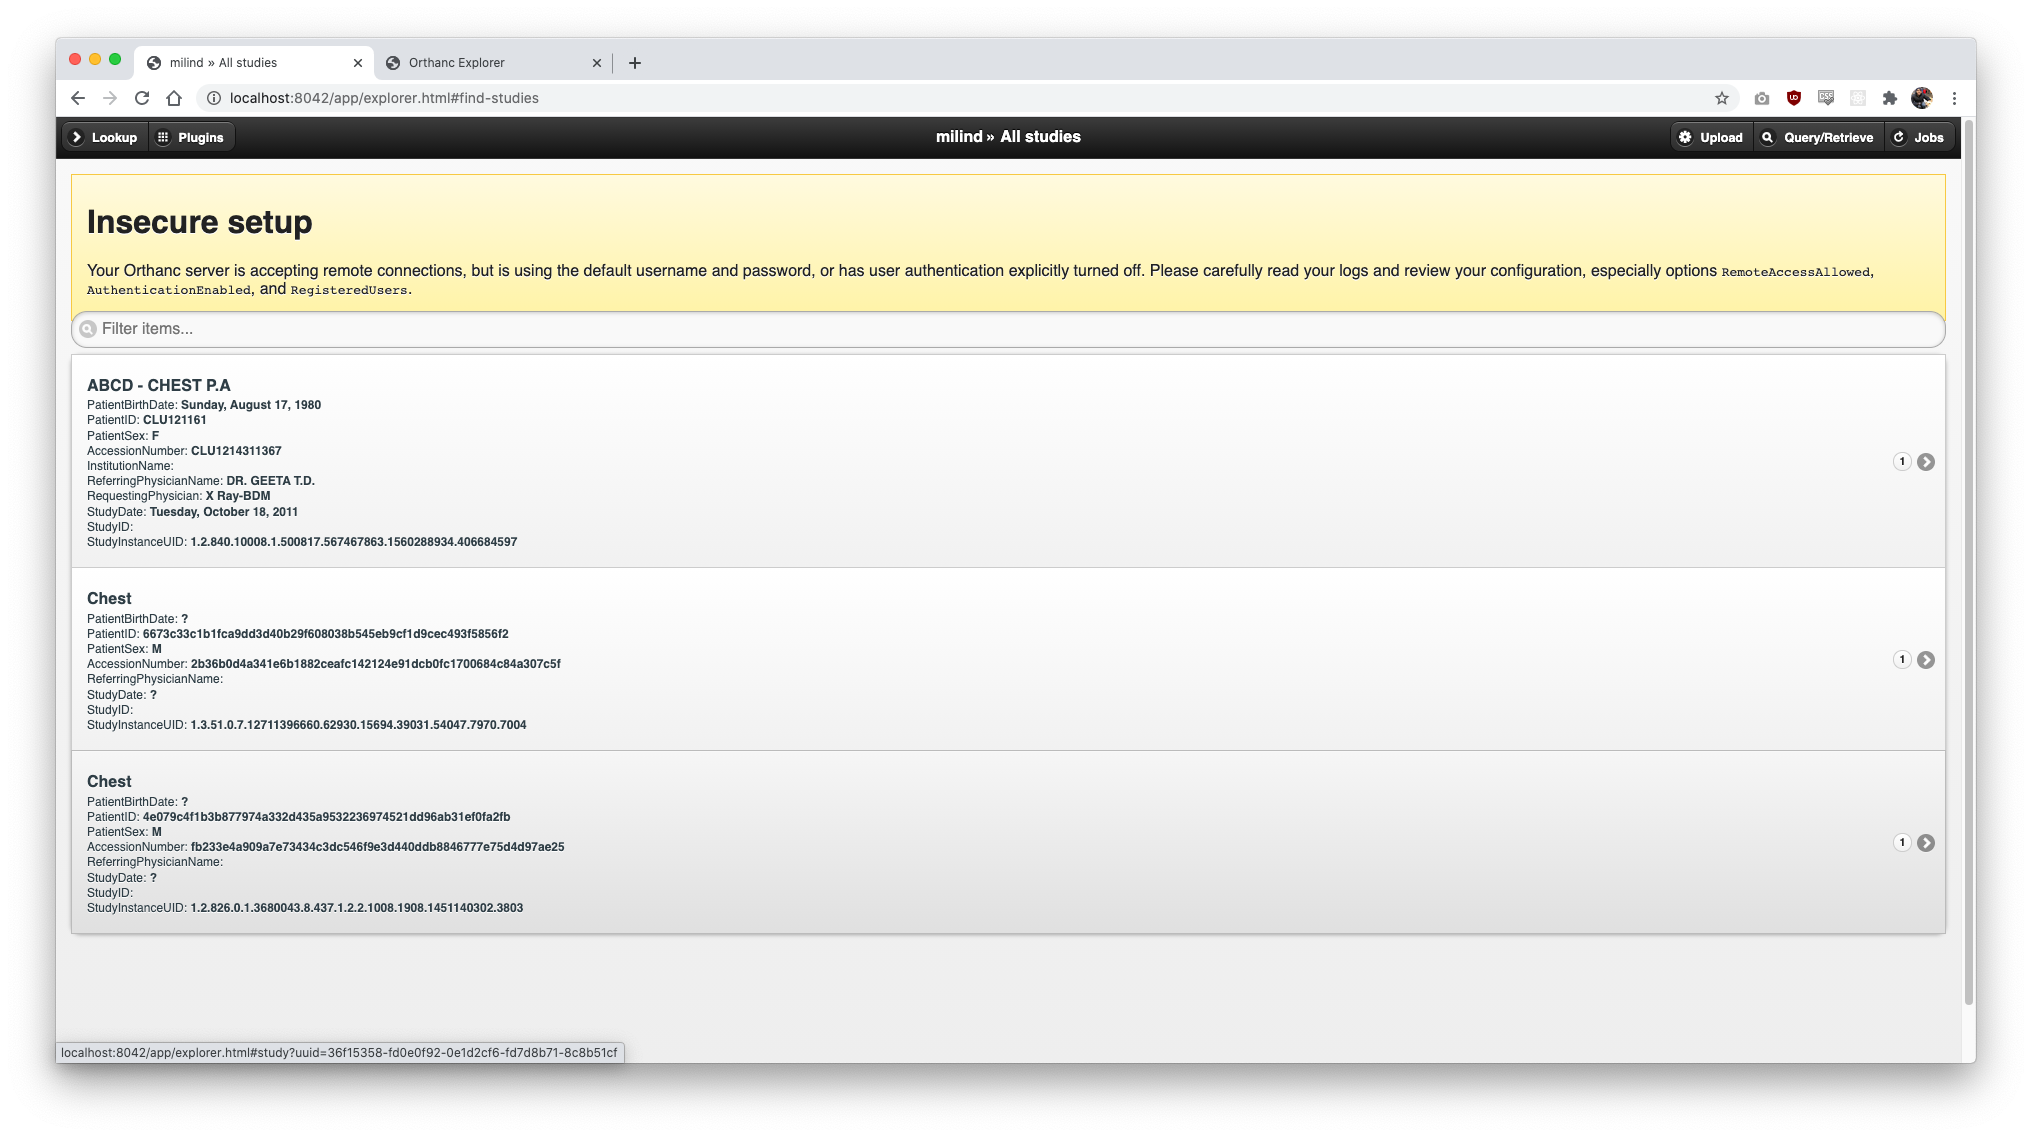 milind » All studies
Orthanc Explorer
localhost:8042/app/explorer.html#find-studies
Lookup
Plugins
milind » All studies
Upload
Query/Retrieve
Jobs
Insecure setup
Your Orthanc server is accepting remote connections, but is using the default username and password, or has user authentication explicitly turned off. Please carefully read your logs and review your configuration, especially options RemoteAccessAllowed,
AuthenticationEnabled, and RegisteredUsers.
Filter items...
ABCD - CHEST P.A
PatientBirthDate: Sunday, August 17, 1980
PatientID: CLU121161
PatientSex: F
AccessionNumber: CLU1214311367
InstitutionName:
ReferringPhysicianName: DR. GEETA T.D.
RequestingPhysician: X Ray-BDM
StudyDate: Tuesday, October 18, 2011
StudyID:
StudyInstanceUID: 1.2.840.10008.1.500817.567467863.1560288934.406684597
1
Chest
PatientBirthDate: ?
PatientID: 6673c33c1b1fca9dd3d40b29f608038b545eb9cf1d9cec493f5856f2
PatientSex: M
AccessionNumber: 2b36b0d4a341e6b1882ceafc142124e91dcb0fc1700684c84a307c5f
ReferringPhysicianName:
StudyDate: ?
StudyID:
StudyInstanceUID: 1.3.51.0.7.12711396660.62930.15694.39031.54047.7970.7004
1
Chest
PatientBirthDate: ?
PatientID: 4e079c4f1b3b877974a332d435a9532236974521dd96ab31ef0fa2fb
PatientSex: M
AccessionNumber: fb233e4a909a7e73434c3dc546f9e3d440ddb8846777e75d4d97ae25
ReferringPhysicianName:
StudyDate: ?
StudyID:
StudyInstanceUID: 1.2.826.0.1.3680043.8.437.1.2.2.1008.1908.1451140302.3803
1
localhost:8042/app/explorer.html#study?uuid=36f15358-fd0e0f92-0e1d2cf6-fd7d8b71-8c8b51cf